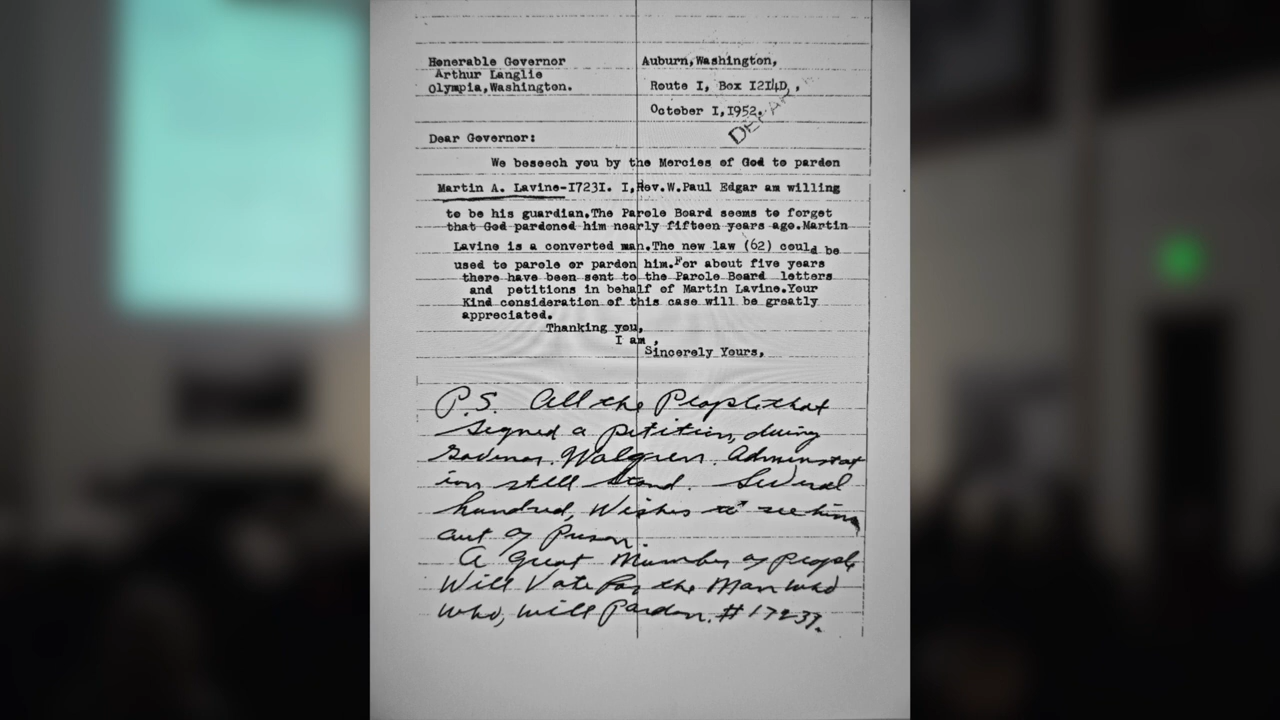 Honerable Governor
Arthur Langlie
Olympia,Washington.
Auburn,Washington,
Route I, Box I2I4D,
October I,I952.
Dear Governor:
We beseech you by the Mercies of God to pardon
Martin A. Lavine-I723I. I,Rev.W.Paul Edgar am willing
to be his guardian.The Parole Board seems to forget
that God pardoned him nearly fifteen years ago.Martin
Lavine is a converted man.The new law (62) could be
used to parole or pardon him.For about five years
there have been sent to the Parole Board letters
and petitions in behalf of Martin Lavine.Your
Kind consideration of this case will be greatly
appreciated.
Thanking you,
I am ,
Sincerely Yours,
P.S. All the People that
signed a petition, during
Walgren. Adminstrat
ion still stand. Several
hundred, Wishes to see him
out of Prison.
A Great Number of people
Will Vote for the Man who
who, will Pardon. #